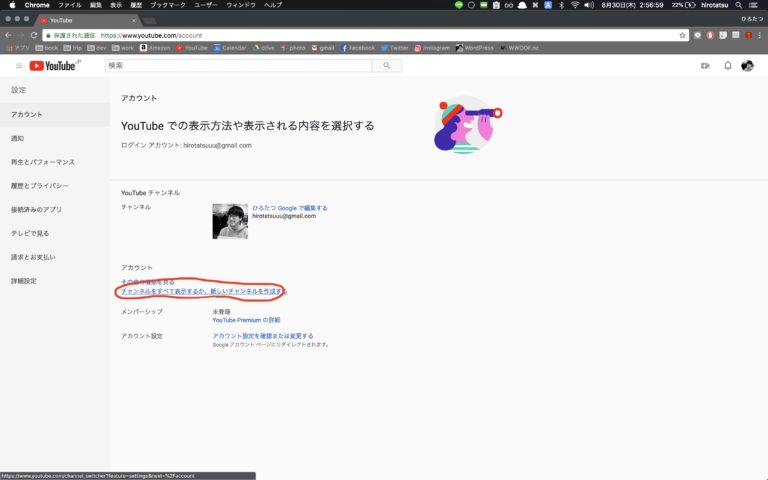 Chrome ファイル 編集 表示 履歴 ブックマーク ユーザー ウィンドウ ヘルプ 22% 8月30日(木) 2:56:59 hirotatsu
YouTube ひろたつ
保護された通信 https://www.youtube.com/account
アプリ book trip dev work Amazon YouTube Calender drive photo gmail Facebook Twitter Instagram WordPress WWOOF.nz
YouTube JP 検索
設定
アカウント
通知
再生とパフォーマンス
履歴とプライバシー
接続済みのアプリ
テレビで見る
請求とお支払い
詳細設定
アカウント
YouTube での表示方法や表示される内容を選択する
ログイン アカウント: hirotatsuuu@gmail.com
YouTube チャンネル
チャンネル ひろたつ Google で編集する
hirotatsuuu@gmail.com
アカウント
その他の機能を見る
チャンネルをすべて表示するか、新しいチャンネルを作成する
メンバーシップ 未登録
YouTube Premium の詳細
アカウント設定 アカウント設定を確認または変更する
Google アカウント ページにリダイレクトされます。
https://www.youtube.com/channel_switcher?feature=settings&next=%2Faccount